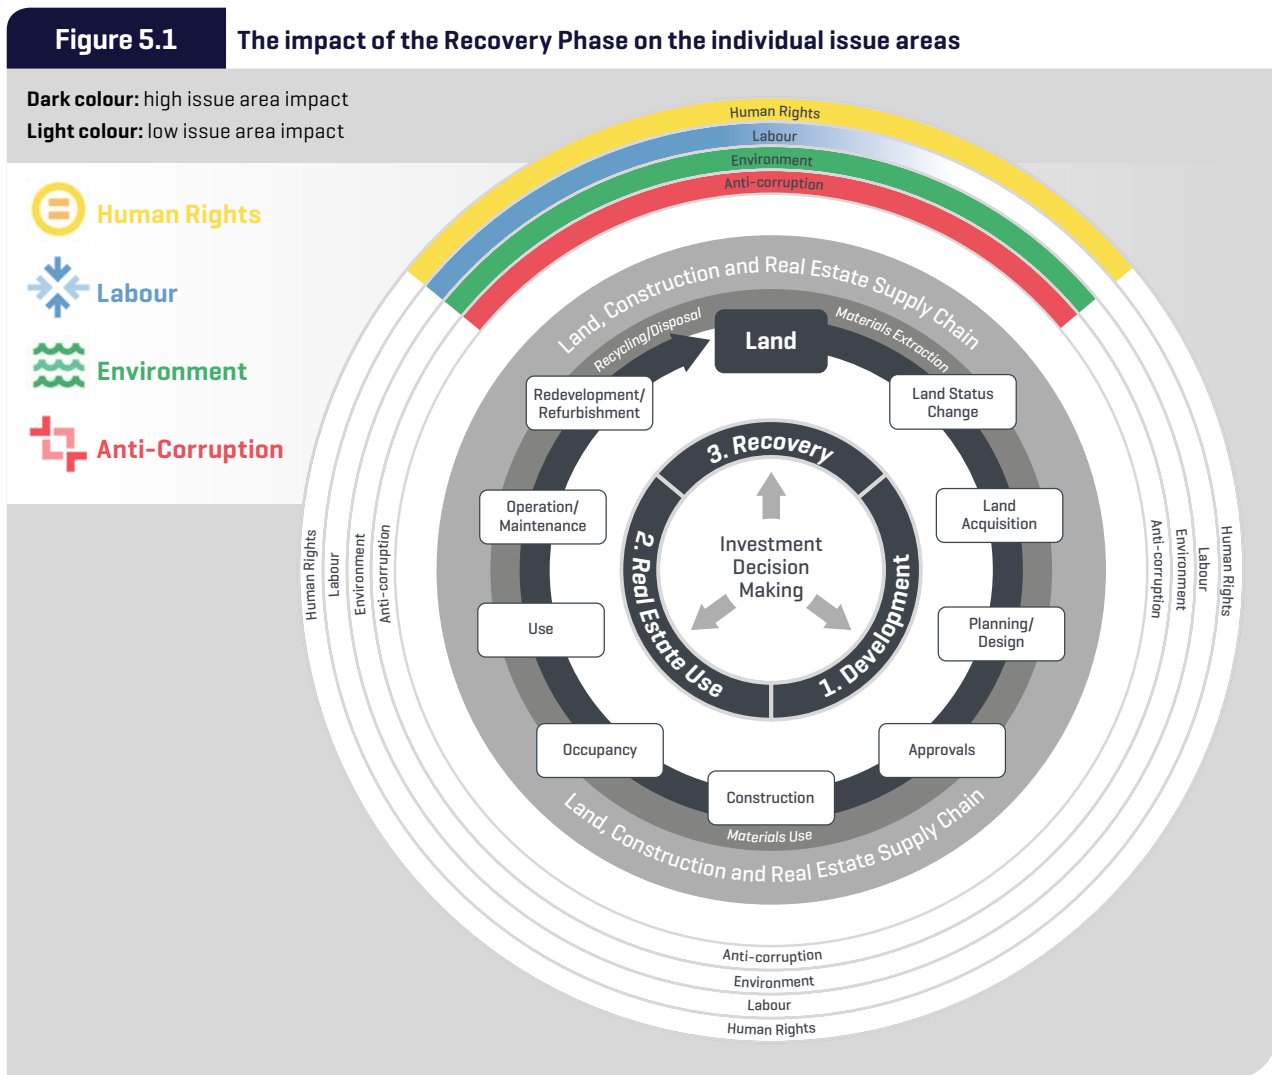 Figure 5.1
The impact of the Recovery Phase on the individual issue areas
Dark colour: high issue area impact
Light colour: low issue area impact
Human Rights
Labour
Environment
Anti-Corruption
Human Rights
Labour
Environment
Anti-corruption
Land, Construction and Real Estate Supply Chain
Recycling/Disposal
Materials Extraction
Land
Redevelopment/
Refurbishment
Land Status
Change
3. Recovery
Operation/
Maintenance
Land
Acquisition
Investment
Decision
Making
2. Real Estate Use
1. Development
Human Rights
Labour
Environment
Anti-corruption
Anti-corruption
Environment
Labour
Human Rights
Use
Planning/
Design
Occupancy
Approvals
Construction
Materials Use
Land, Construction and Real Estate Supply Chain
Anti-corruption
Environment
Labour
Human Rights